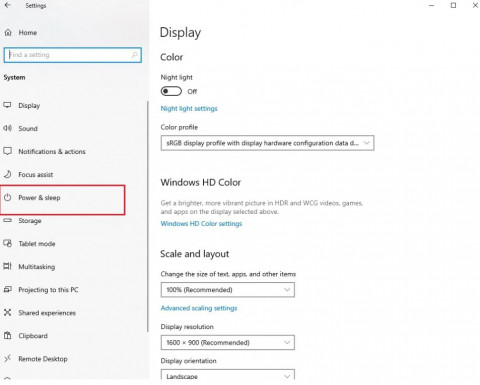 Settings
Home
Find a setting
System
Display
Sound
Notifications & actions
Focus assist
Power & sleep
Storage
Tablet mode
Multitasking
Projecting to this PC
Shared experiences
Clipboard
Remote Desktop
Display
Color
Night light
Off
Night light settings
Color profile
sRGB display profile with display hardware configuration data d...
Windows HD Color
Get a brighter, more vibrant picture in HDR and WCG videos, games,
and apps on the display selected above.
Windows HD Color settings
Scale and layout
Change the size of text, apps, and other items
100% (Recommended)
Advanced scaling settings
Display resolution
1600 × 900 (Recommended)
Display orientation
Landscape